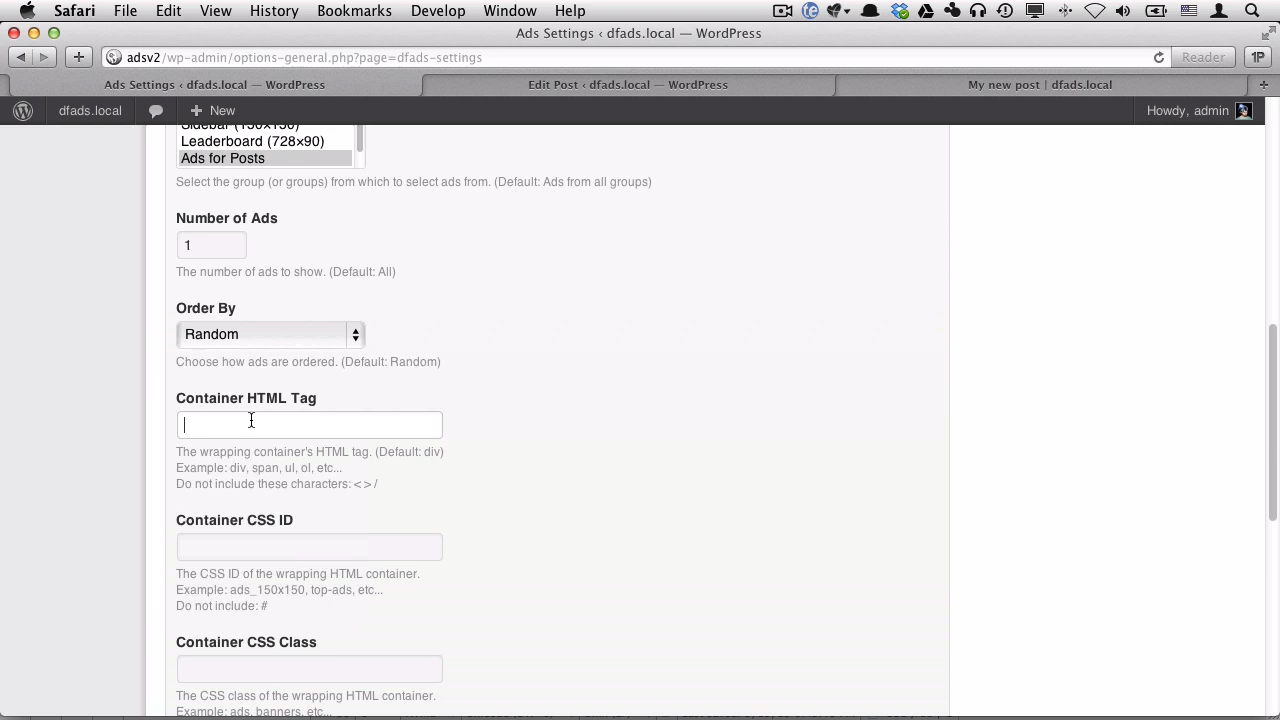 Safari File Edit View History Bookmarks Develop Window Help
Ads Settings ‹ dfads.local — WordPress
adsv2/wp-admin/options-general.php?page=dfads-settings
Reader
1P
Ads Settings ‹ dfads.local — WordPress
Edit Post ‹ dfads.local — WordPress
My new post | dfads.local
dfads.local
New
Howdy, admin
Sidebar (150×150)
Leaderboard (728×90)
Ads for Posts
Select the group (or groups) from which to select ads from. (Default: Ads from all groups)
Number of Ads
1
The number of ads to show. (Default: All)
Order By
Random
Choose how ads are ordered. (Default: Random)
Container HTML Tag
The wrapping container's HTML tag. (Default: div)
Example: div, span, ul, ol, etc...
Do not include these characters: < > /
Container CSS ID
The CSS ID of the wrapping HTML container.
Example: ads_150x150, top-ads, etc...
Do not include: #
Container CSS Class
The CSS class of the wrapping HTML container.
Example: ads, banners, etc...